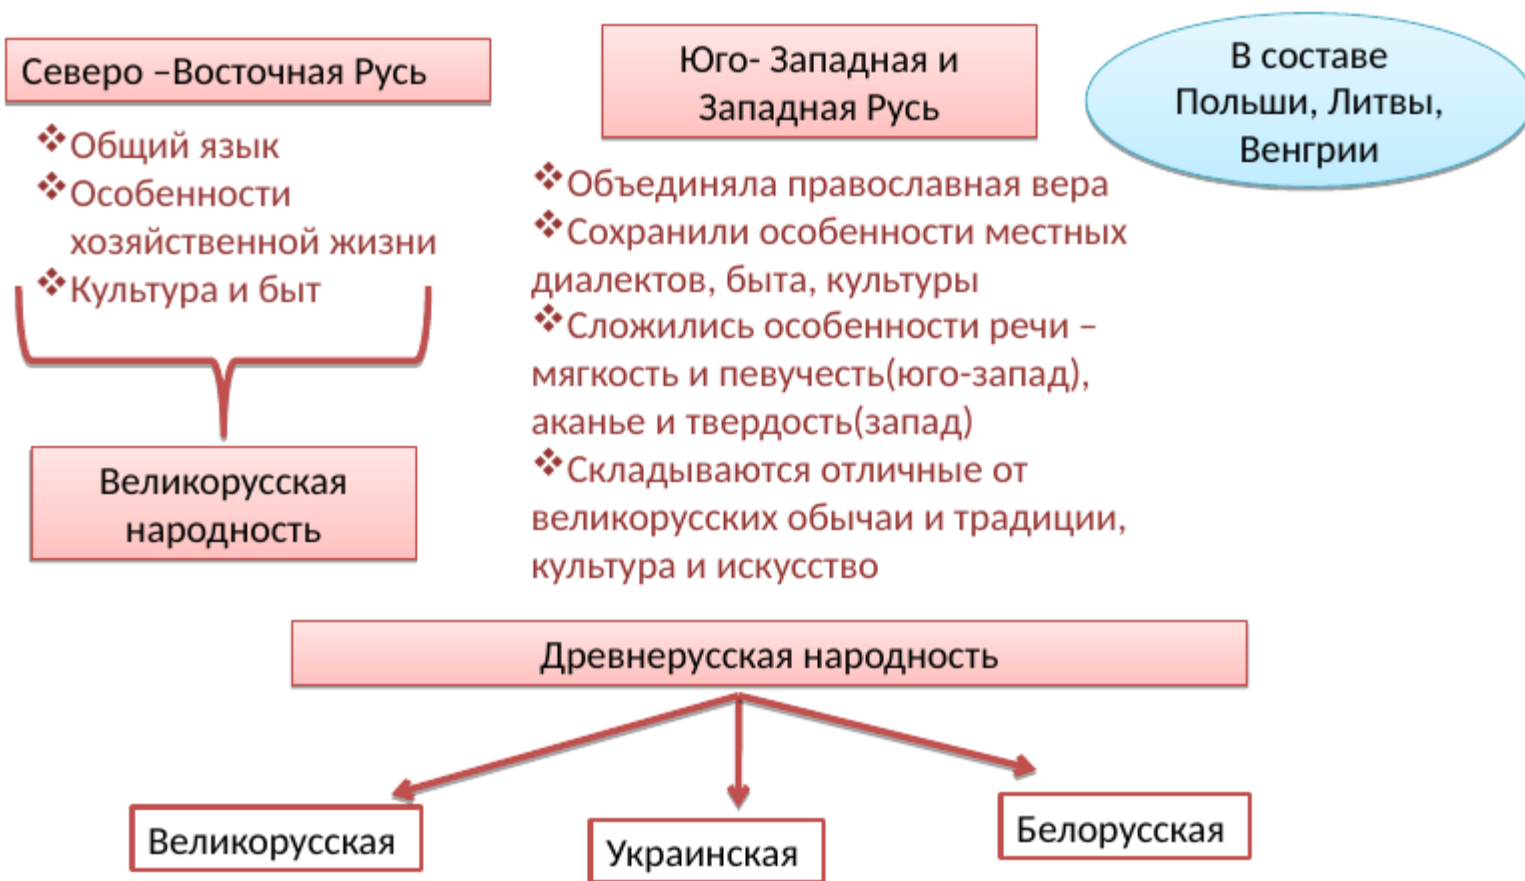 Северо –Восточная Русь
❖Общий язык
❖Особенности
хозяйственной жизни
❖Культура и быт
Великорусская
народность
Юго- Западная и
Западная Русь
В составе
Польши, Литвы,
Венгрии
❖Объединяла православная вера
❖Сохранили особенности местных
диалектов, быта, культуры
❖Сложились особенности речи –
мягкость и певучесть(юго-запад),
аканье и твердость(запад)
❖Складываются отличные от
великорусских обычаи и традиции,
культура и искусство
Древнерусская народность
Великорусская
Украинская
Белорусская